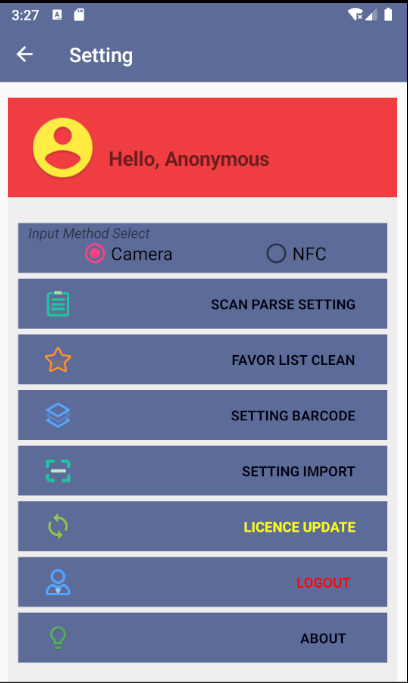 3:27
Setting
Hello, Anonymous
Input Method Select
Camera NFC
SCAN PARSE SETTING
FAVOR LIST CLEAN
SETTING BARCODE
SETTING IMPORT
LICENCE UPDATE
LOGOUT
ABOUT